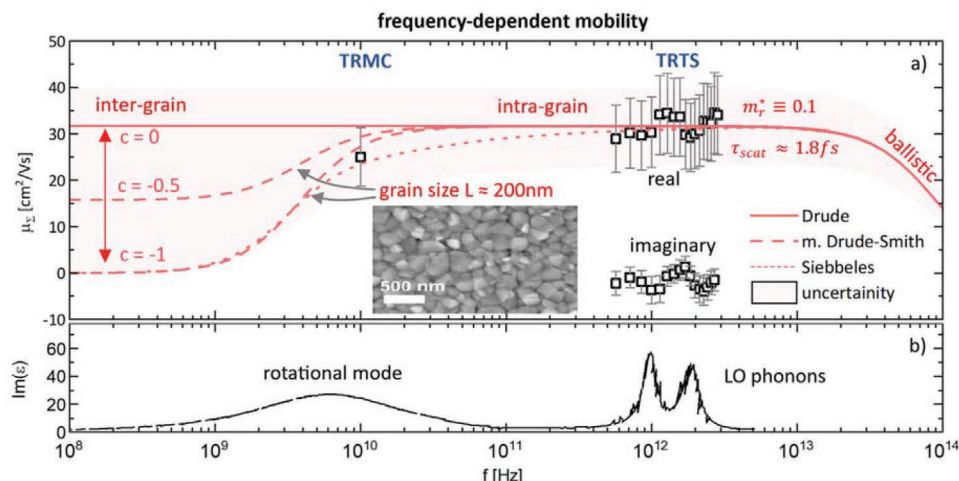 frequency-dependent mobility
50
40
30
20
10
0
-10
μΣ [cm²/Vs]
TRMC
TRTS
a)
inter-grain
intra-grain
m*r ≡ 0.1
c = 0
τscat ≈ 1.8fs
ballistic
real
c = -0.5
grain size L ≈ 200nm
c = -1
imaginary
500 nm
Drude
m. Drude-Smith
Siebbeles
uncertainity
60
40
20
0
Im(ε)
b)
rotational mode
LO phonons
10⁸
10⁹
10¹⁰
10¹¹
10¹²
10¹³
10¹⁴
f [Hz]